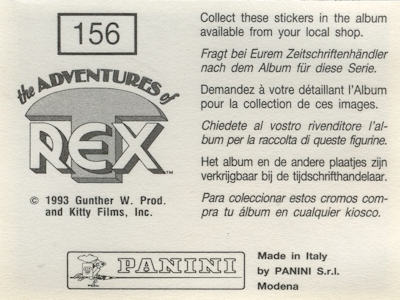 156
the ADVENTURES of
T
REX™
© 1993 Gunther W. Prod.
and Kitty Films, Inc.
Collect these stickers in the album
available from your local shop.
Fragt bei Eurem Zeitschriftenhändler
nach dem Album für diese Serie.
Demandez à votre détaillant l'Album
pour la collection de ces images.
Chiedete al vostro rivenditore l'al-
bum per la raccolta di queste figurine.
Het album en de andere plaatjes zijn
verkrijgbaar bij de tijdschrifthandelaar.
Para coleccionar estos cromos com-
pra tu álbum en cualquier kiosco.
PANINI
Made in Italy
by PANINI S.r.l.
Modena